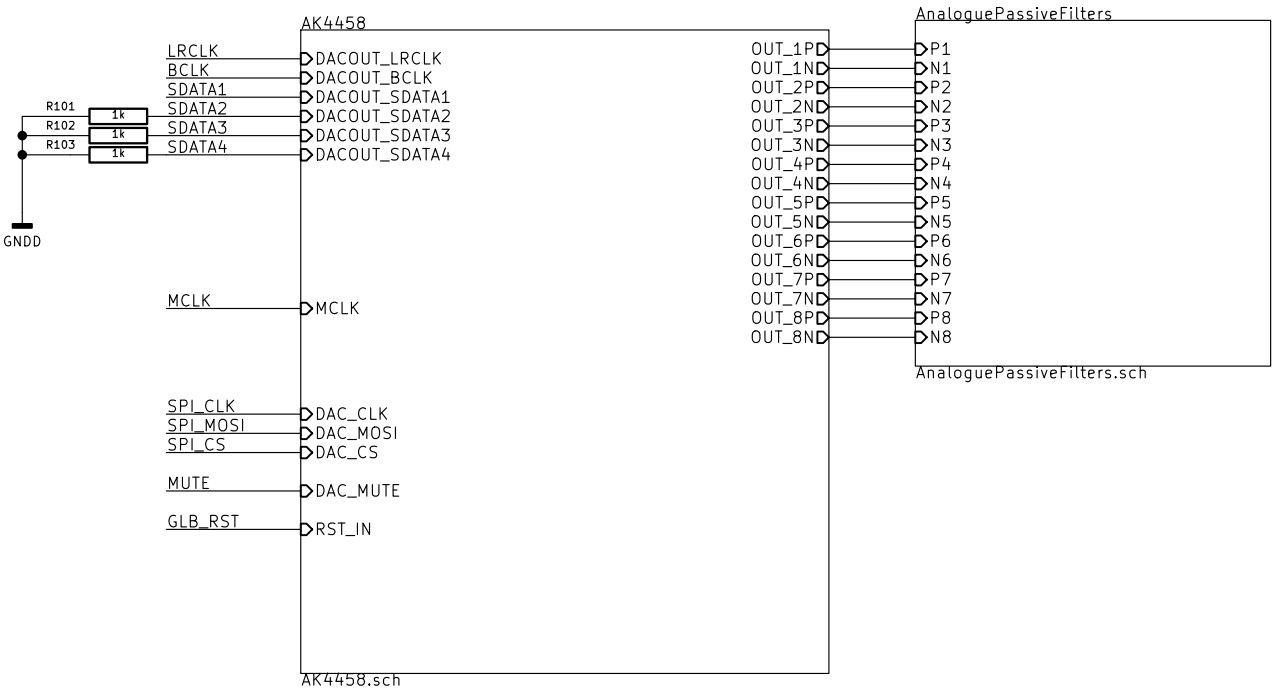 AK4458
AnaloguePassiveFilters
LRCLK
DACOUT_LRCLK
BCLK
DACOUT_BCLK
SDATA1
DACOUT_SDATA1
R101
1k
SDATA2
DACOUT_SDATA2
R102
1k
SDATA3
DACOUT_SDATA3
R103
1k
SDATA4
DACOUT_SDATA4
GNDD
MCLK
MCLK
SPI_CLK
DAC_CLK
SPI_MOSI
DAC_MOSI
SPI_CS
DAC_CS
MUTE
DAC_MUTE
GLB_RST
RST_IN
AK4458.sch
OUT_1P
P1
OUT_1N
N1
OUT_2P
P2
OUT_2N
N2
OUT_3P
P3
OUT_3N
N3
OUT_4P
P4
OUT_4N
N4
OUT_5P
P5
OUT_5N
N5
OUT_6P
P6
OUT_6N
N6
OUT_7P
P7
OUT_7N
N7
OUT_8P
P8
OUT_8N
N8
AnaloguePassiveFilters.sch